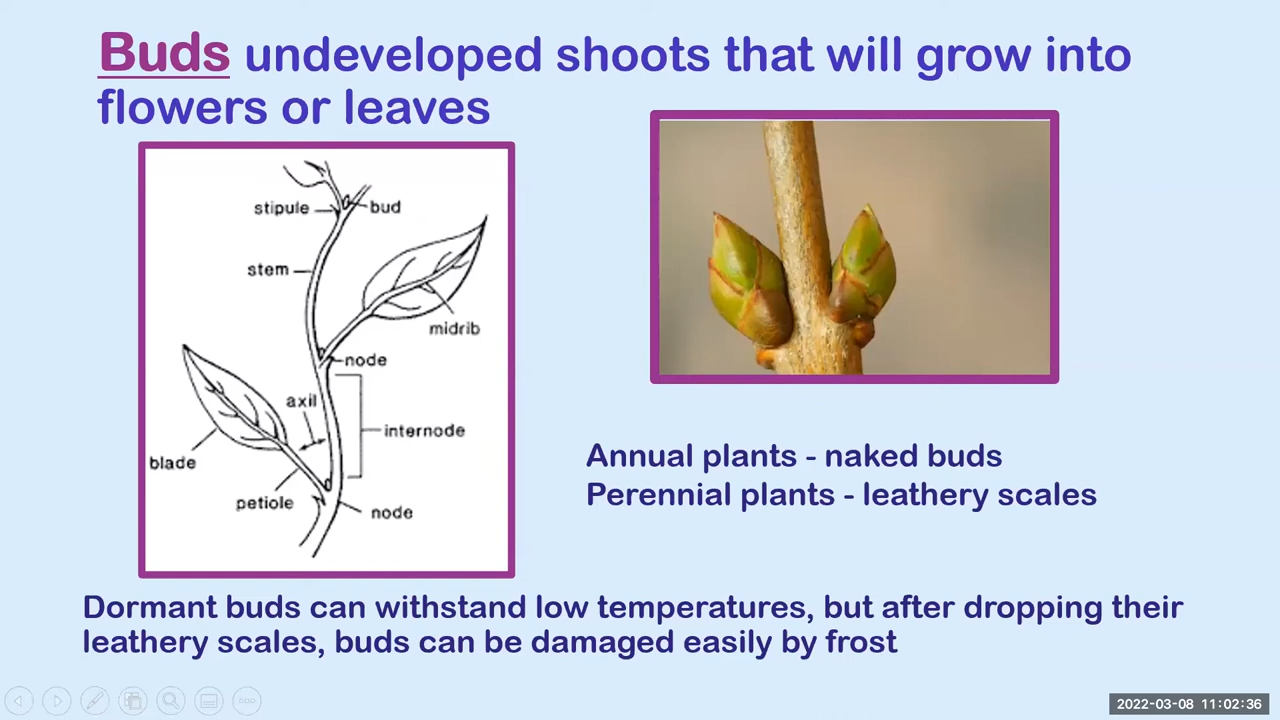 Buds undeveloped shoots that will grow into
flowers or leaves
stipule
bud
stem
midrib
node
axil
internode
blade
petiole
node
Annual plants - naked buds
Perennial plants - leathery scales
Dormant buds can withstand low temperatures, but after dropping their
leathery scales, buds can be damaged easily by frost
2022-03-08 11:02:36